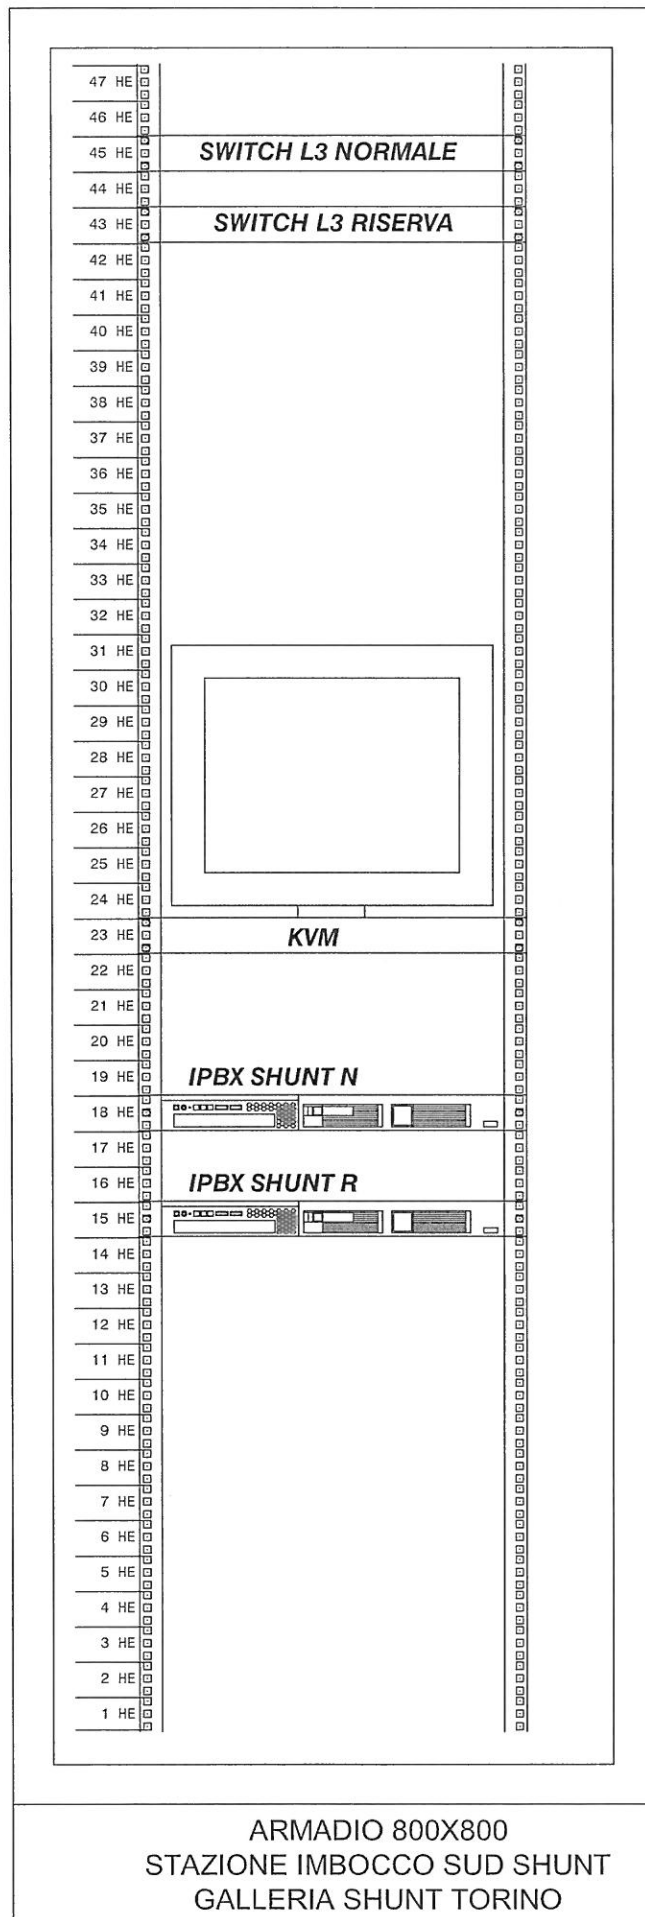 47 HE
46 HE
45 HE SWITCH L3 NORMALE
44 HE
43 HE SWITCH L3 RISERVA
42 HE
41 HE
40 HE
39 HE
38 HE
37 HE
36 HE
35 HE
34 HE
33 HE
32 HE
31 HE
30 HE
29 HE
28 HE
27 HE
26 HE
25 HE
24 HE
23 HE KVM
22 HE
21 HE
20 HE
19 HE IPBX SHUNT N
18 HE
17 HE
16 HE IPBX SHUNT R
15 HE
14 HE
13 HE
12 HE
11 HE
10 HE
9 HE
8 HE
7 HE
6 HE
5 HE
4 HE
3 HE
2 HE
1 HE
ARMADIO 800X800
STAZIONE IMBOCCO SUD SHUNT
GALLERIA SHUNT TORINO